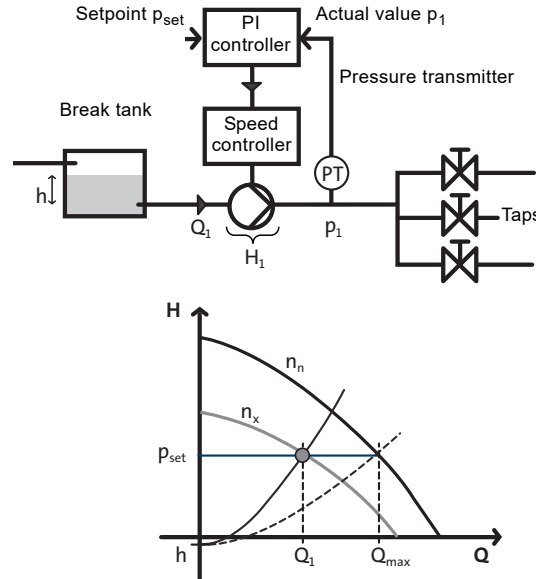 Setpoint pset
PI
controller
Actual value p1
Pressure transmitter
Break tank
Speed
controller
PT
h
Q1
H1
p1
Taps
H
nn
nx
pset
h
Q1
Qmax
Q